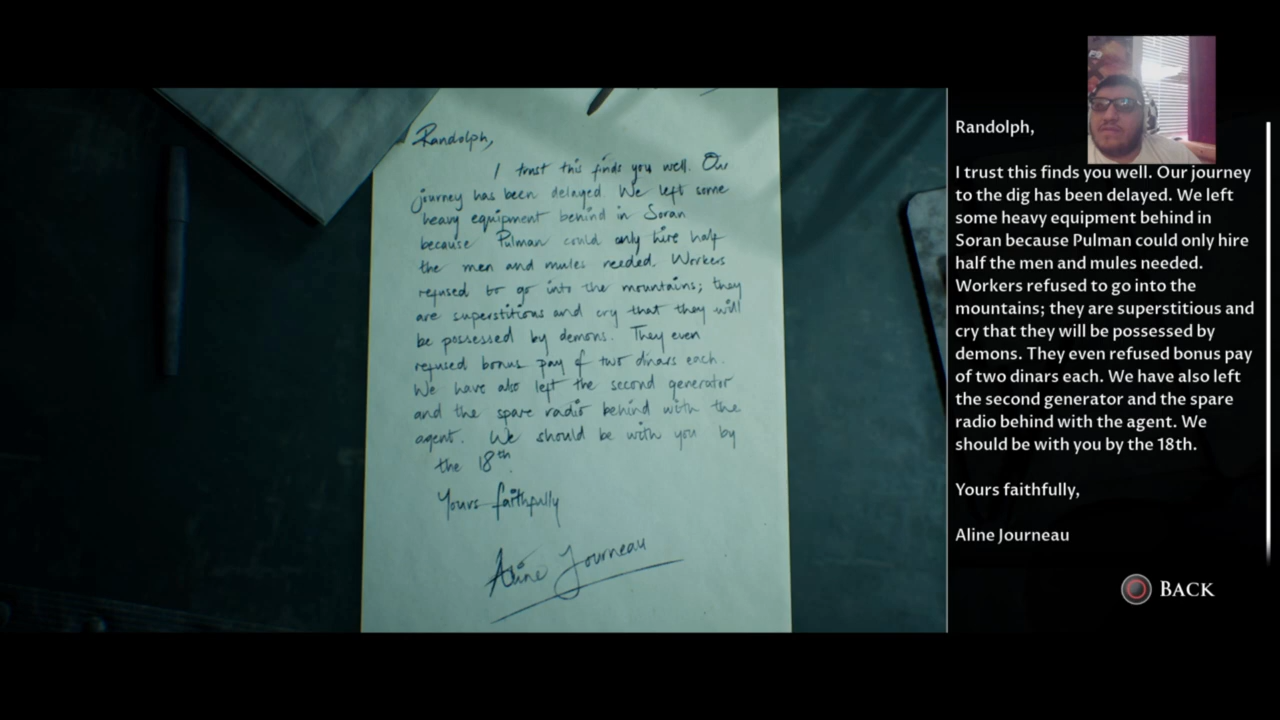 Randolph,
I trust this finds you well. Our
journey has been delayed. We left some
heavy equipment behind in Soran
because Pulman could only hire half
the men and mules needed. Workers
refused to go into the mountains; they
are superstitious and cry that they will
be possessed by demons. They even
refused bonus pay of two dinars each.
We have also left the second generator
and the spare radio behind with the
agent. We should be with you by
the 18th.
Yours faithfully
Aline Journeau
Randolph,
I trust this finds you well. Our journey
to the dig has been delayed. We left
some heavy equipment behind in
Soran because Pulman could only hire
half the men and mules needed.
Workers refused to go into the
mountains; they are superstitious and
cry that they will be possessed by
demons. They even refused bonus pay
of two dinars each. We have also left
the second generator and the spare
radio behind with the agent. We
should be with you by the 18th.
Yours faithfully,
Aline Journeau
BACK